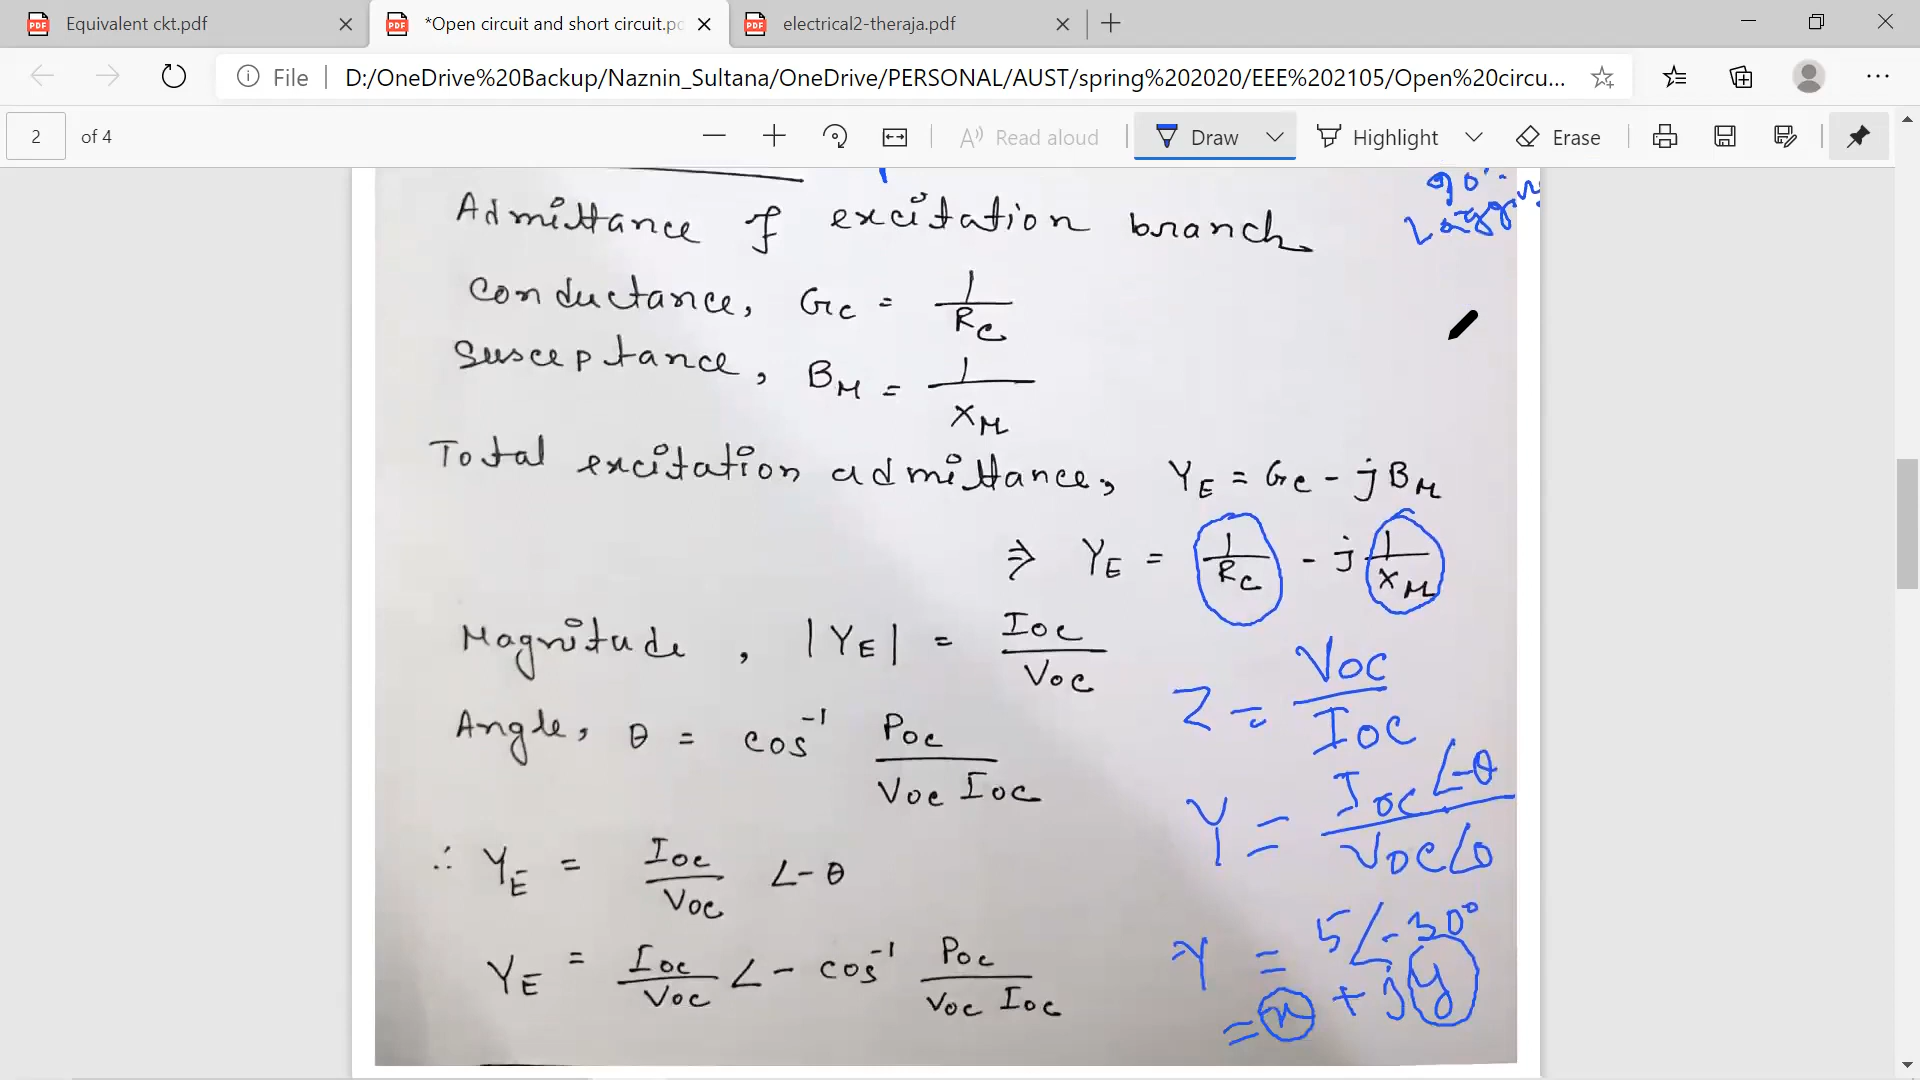 Equivalent ckt.pdf
*Open circuit and short circuit.pd
electrical2-theraja.pdf
File
D:/OneDrive%20Backup/Naznin_Sultana/OneDrive/PERSONAL/AUST/spring%202020/EEE%202105/Open%20circu...
2 of 4
Read aloud
Draw
Highlight
Erase
90°
Lagging
Admittance of excitation branch
Conductance, Gc = 1/Rc
Susceptance, BM = 1/XM
Total excitation admittance, YE = Gc - jBM
⇒ YE = 1/Rc - j 1/XM
Magnitude, |YE| = Ioc/Voc
Z = Voc/Ioc
Angle, θ = cos⁻¹ Poc/Voc Ioc
Y = Ioc∠-θ/Voc∠0
∴ YE = Ioc/Voc ∠-θ
Y = 5∠-30°
YE = Ioc/Voc ∠- cos⁻¹ Poc/Voc Ioc
= x + jy